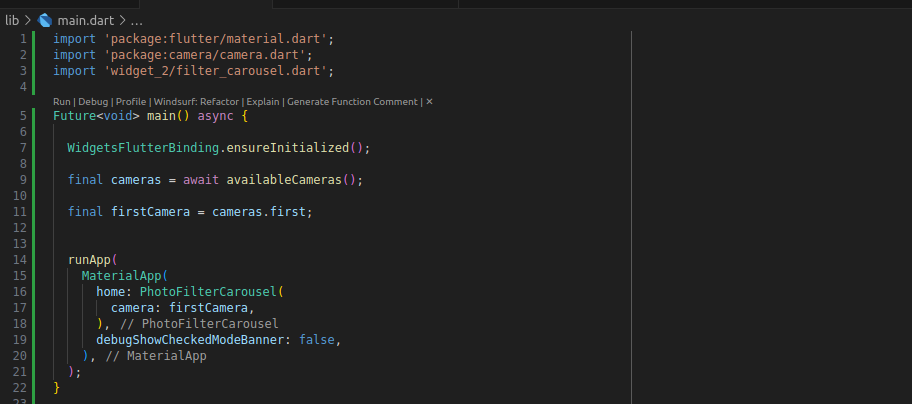 lib > main.dart > ...
1 import 'package:flutter/material.dart';
2 import 'package:camera/camera.dart';
3 import 'widget_2/filter_carousel.dart';
4
Run | Debug | Profile | Windsurf: Refactor | Explain | Generate Function Comment | ×
5 Future<void> main() async {
6
7 WidgetsFlutterBinding.ensureInitialized();
8
9 final cameras = await availableCameras();
10
11 final firstCamera = cameras.first;
12
13
14 runApp(
15 MaterialApp(
16 home: PhotoFilterCarousel(
17 camera: firstCamera,
18 ), // PhotoFilterCarousel
19 debugShowCheckedModeBanner: false,
20 ), // MaterialApp
21 );
22 }
23